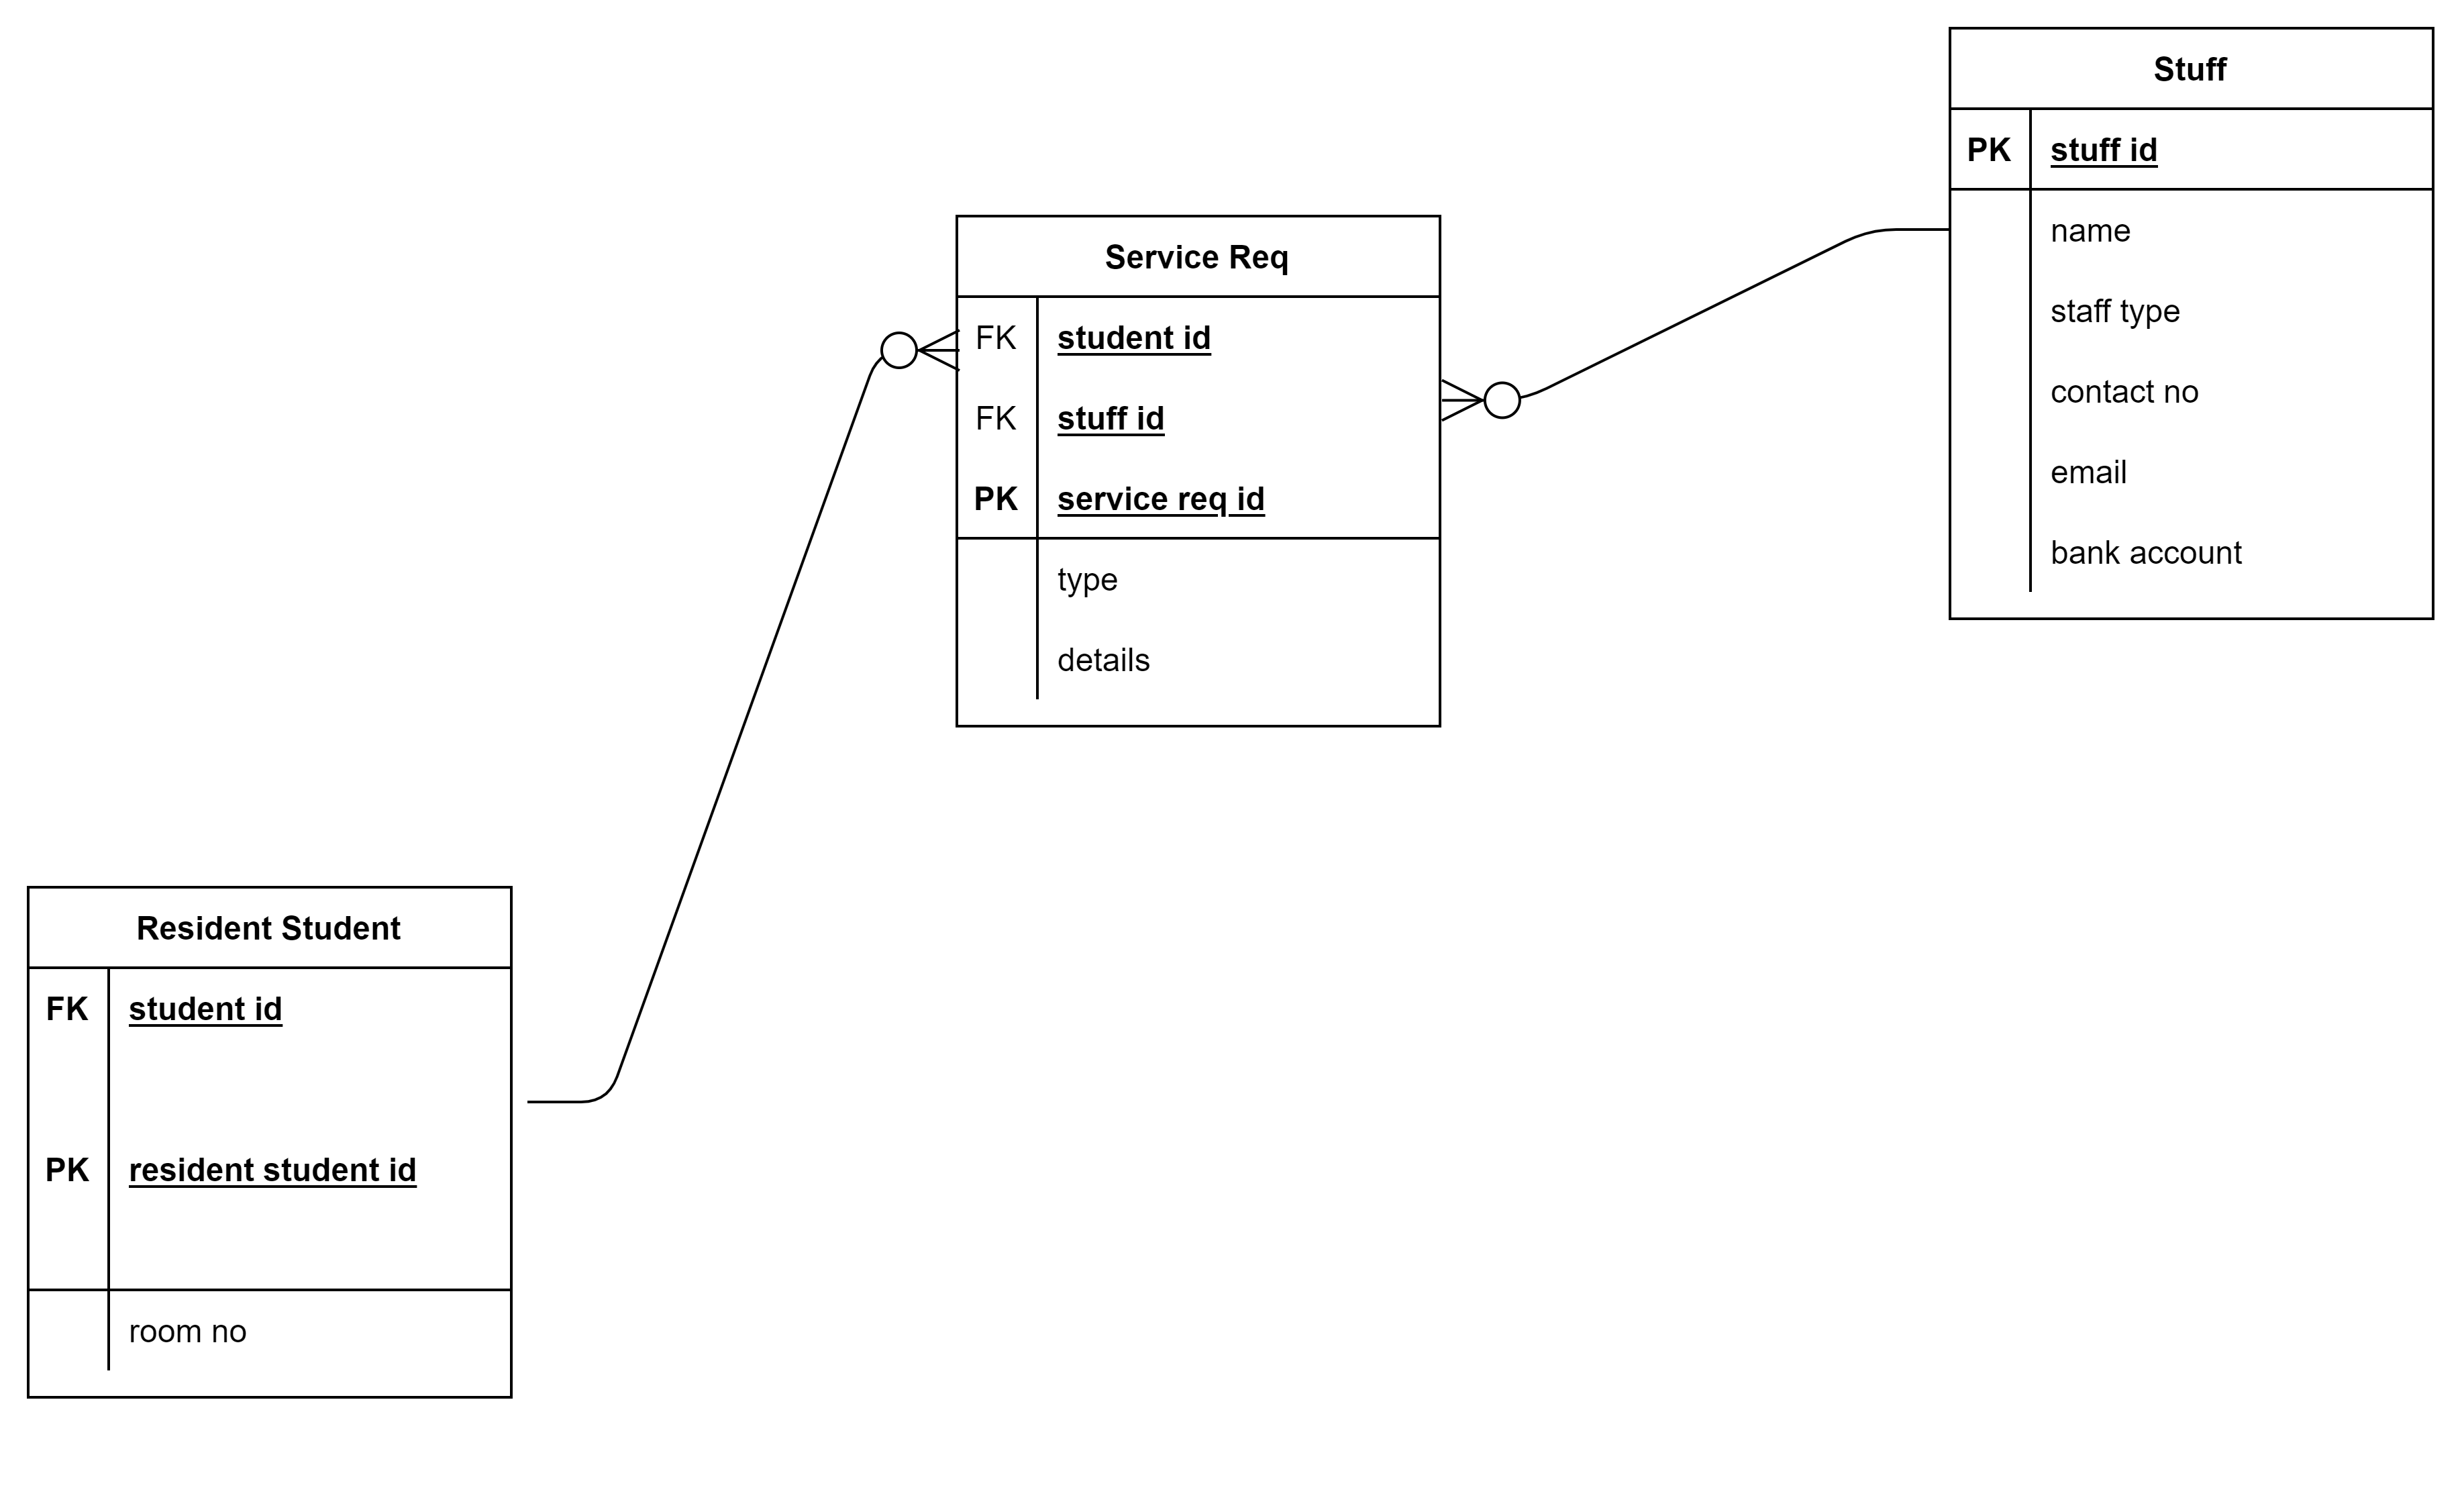 Stuff
PK stuff id
name
staff type
contact no
email
bank account
Service Req
FK student id
FK stuff id
PK service req id
type
details
Resident Student
FK student id
PK resident student id
room no